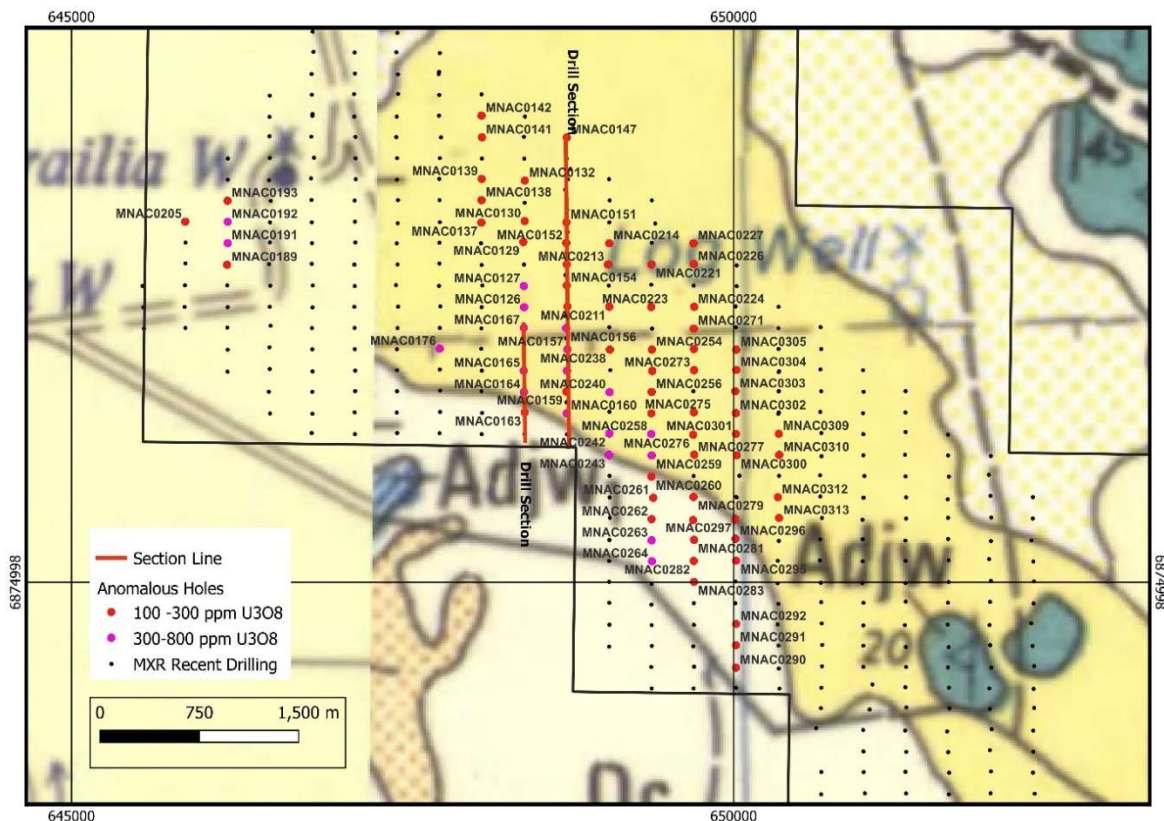 645000
650000
Drill Section
MNAC0142
MNAC0141
MNAC0147
railia W
MNAC0139
MNAC0132
MNAC0138
MNAC0193
MNAC0192
MNAC0205
MNAC0191
MNAC0189
MNAC0130
MNAC0151
MNAC0137
MNAC0152
MNAC0129
MNAC0214
MNAC0227
MNAC0213
MNAC0226
MNAC0221
Log Well
45
W
MNAC0127
MNAC0154
MNAC0126
MNAC0223
MNAC0224
MNAC0167
MNAC0211
MNAC0271
MNAC0176
MNAC0157
MNAC0156
MNAC0254
MNAC0305
MNAC0165
MNAC0238
MNAC0273
MNAC0304
MNAC0164
MNAC0240
MNAC0256
MNAC0303
MNAC0159
MNAC0160
MNAC0275
MNAC0302
MNAC0163
MNAC0258
MNAC0301
MNAC0309
MNAC0242
MNAC0276
MNAC0277
MNAC0310
MNAC0243
MNAC0259
MNAC0300
Drill Section
Adjw
MNAC0261
MNAC0260
MNAC0312
MNAC0262
MNAC0279
MNAC0313
MNAC0263
MNAC0297
MNAC0296
MNAC0264
MNAC0281
MNAC0282
MNAC0295
Adjw
MNAC0283
6874998
6874998
MNAC0292
MNAC0291
MNAC0290
20
Section Line
Anomalous Holes
100 -300 ppm U3O8
300-800 ppm U3O8
MXR Recent Drilling
0 750 1,500 m
645000
650000